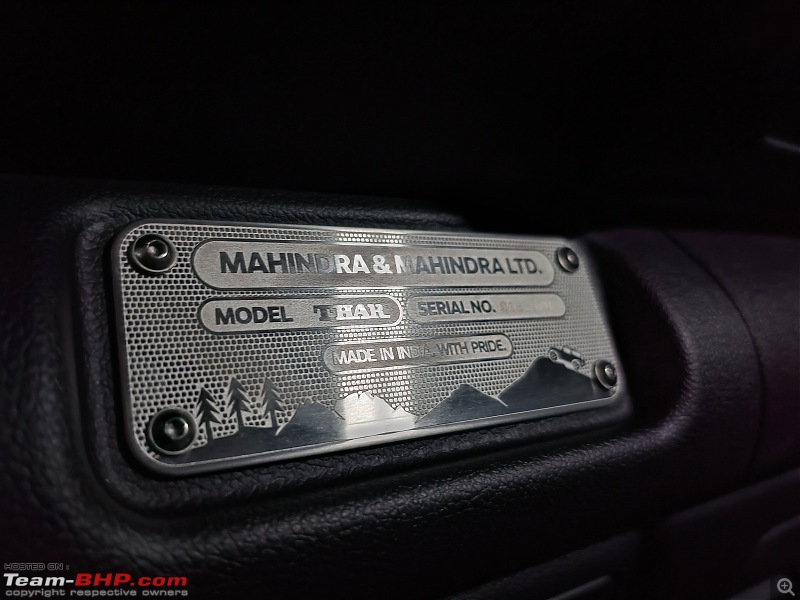 MAHINDRA & MAHINDRA LTD.
MODEL THAR SERIAL NO.
MADE IN INDIA, WITH PRIDE.
HOSTED ON :
Team-BHP.com
copyright respective owners